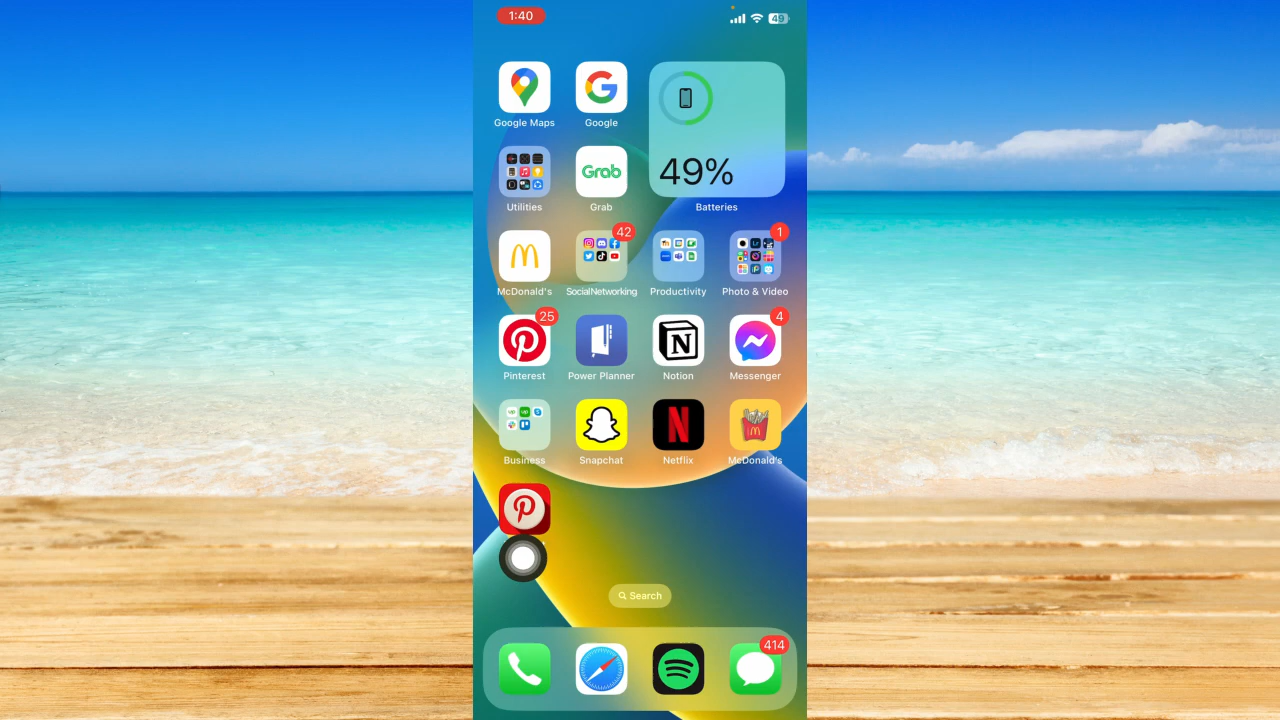 1:40
49
Google Maps
Google
49%
Utilities
Grab
Grab
Batteries
42
1
McDonald's
SocialNetworking
Productivity
Photo & Video
25
4
Pinterest
Power Planner
Notion
Messenger
Business
Snapchat
Netflix
McDonald's
Search
414